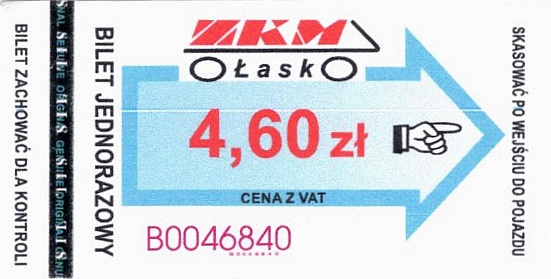 BILET ZACHOWAĆ DLA KONTROLI
BILET JEDNORAZOWY
ZKM
Łask
4,60 zł
CENA Z VAT
B0046840
B0046840
SKASOWAĆ PO WEJŚCIU DO POJAZDU